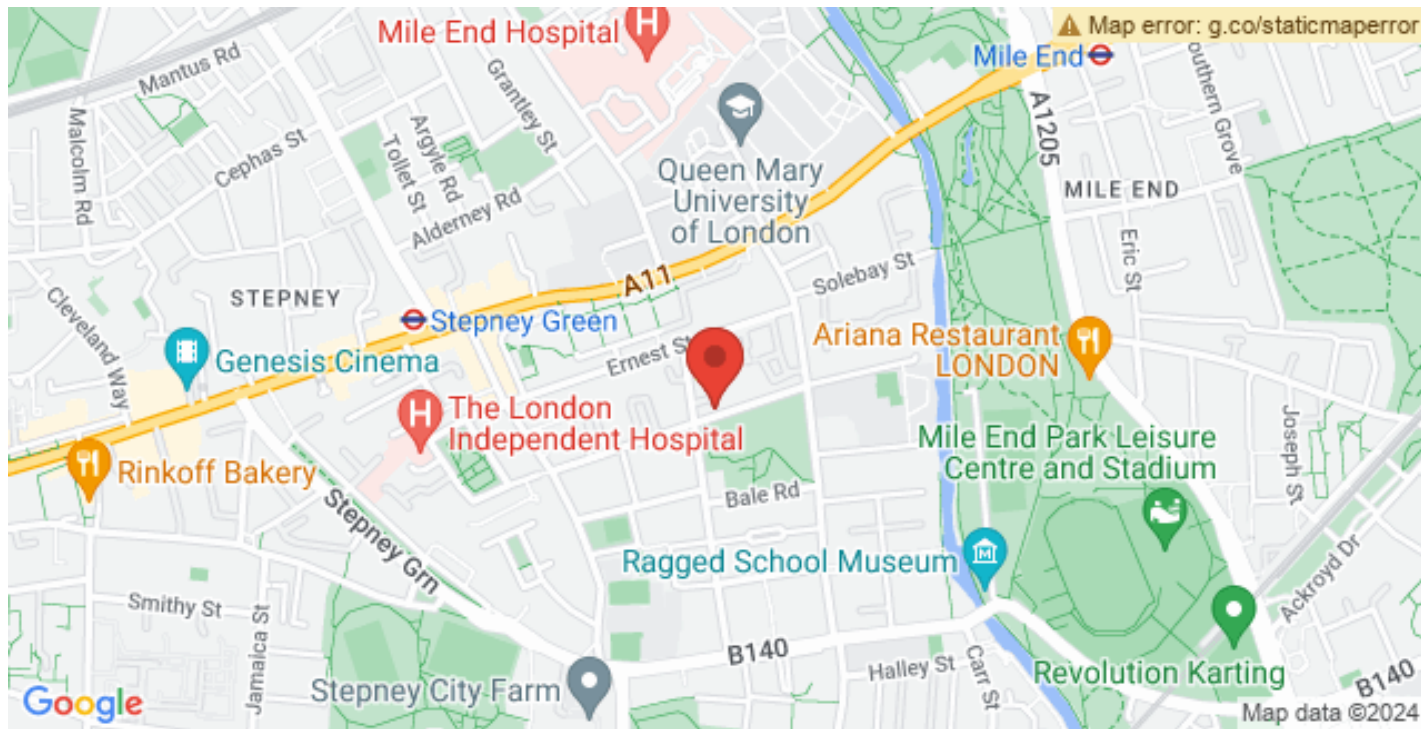 Map error: g.co/staticmaperror
Mile End Hospital
H
Mile End
Mantus Rd
Grantley St
outhern Grove
Malcolm Rd
A1205
Argyle Rd
Cephas St
Tollet St
Queen Mary
University
of London
MILE END
Alderney Rd
Eric St
Solebay St
A11
STEPNEY
Cleveland Way
Stepney Green
Genesis Cinema
Ernest St
Ariana Restaurant
LONDON
H
The London
Independent Hospital
Joseph St
Mile End Park Leisure
Centre and Stadium
Rinkoff Bakery
Bale Rd
Stepney Grn
Ragged School Museum
M
Ackroyd Dr
Smithy St
Jamaica St
B140
Halley St
Carr St
Revolution Karting
Stepney City Farm
B140
Google
Map data ©2024